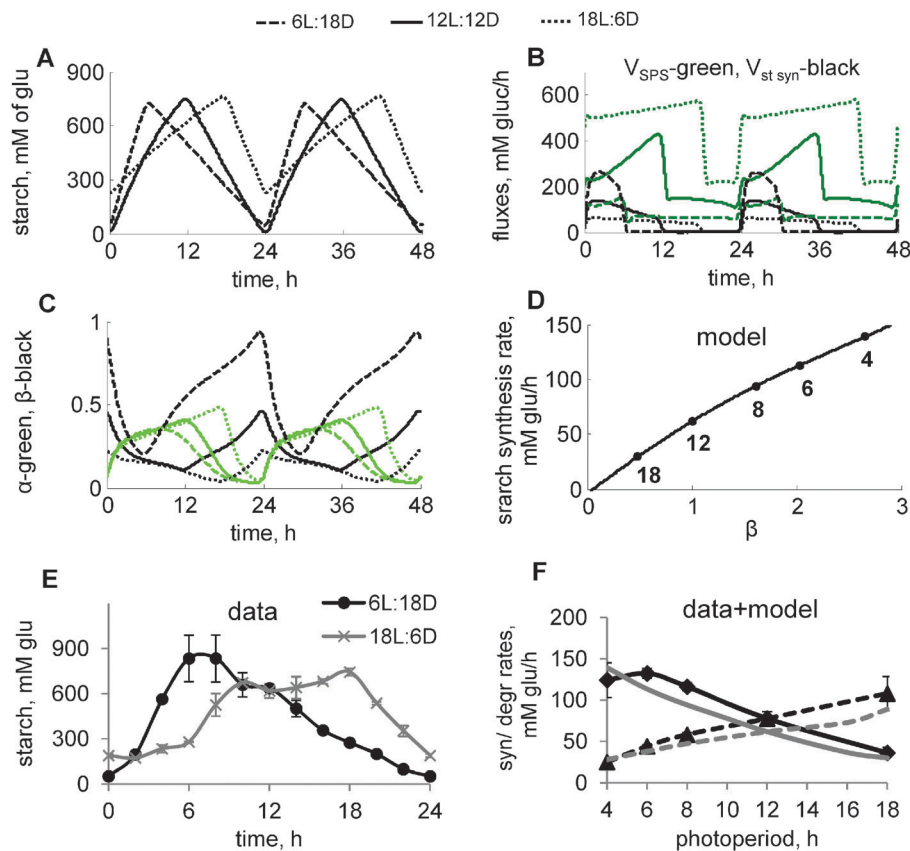 6L:18D 12L:12D 18L:6D
A
starch, mM of glu
900
600
300
0
0 12 24 36 48
time, h
B
V_SPS-green, V_st syn-black
fluxes, mM gluc/h
600
400
200
0
0 12 24 36 48
time, h
C
α-green, β-black
1
0.5
0
0 12 24 36 48
time, h
D
model
srarch synthesis rate,
mM glu/h
150
100
50
0
18 12 8 6 4
0 1 2 3
β
E
data
6L:18D
18L:6D
starch, mM glu
900
600
300
0
0 6 12 18 24
time, h
F
data+model
syn/ degr rates,
mM glu/h
200
150
100
50
0
4 6 8 10 12 14 16 18
photoperiod, h